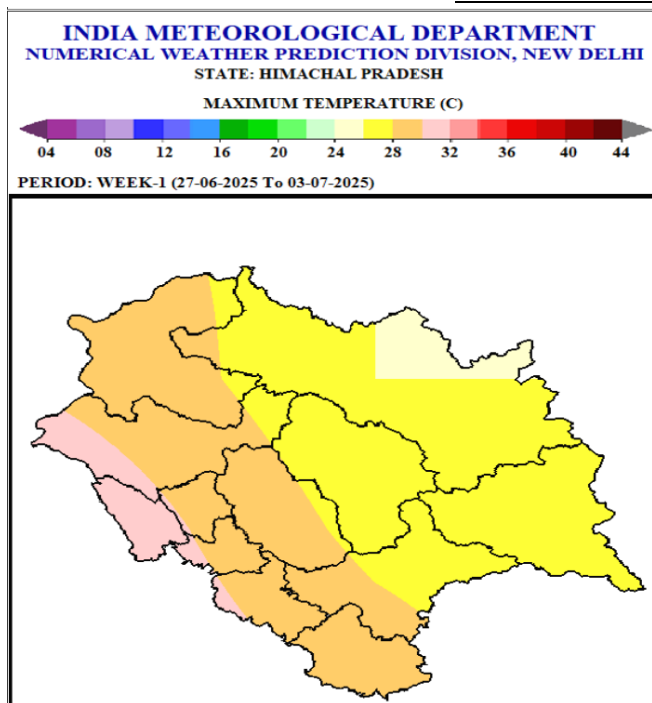 INDIA METEOROLOGICAL DEPARTMENT
NUMERICAL WEATHER PREDICTION DIVISION, NEW DELHI
STATE: HIMACHAL PRADESH
MAXIMUM TEMPERATURE (C)
04 08 12 16 20 24 28 32 36 40 44
PERIOD: WEEK-1 (27-06-2025 To 03-07-2025)